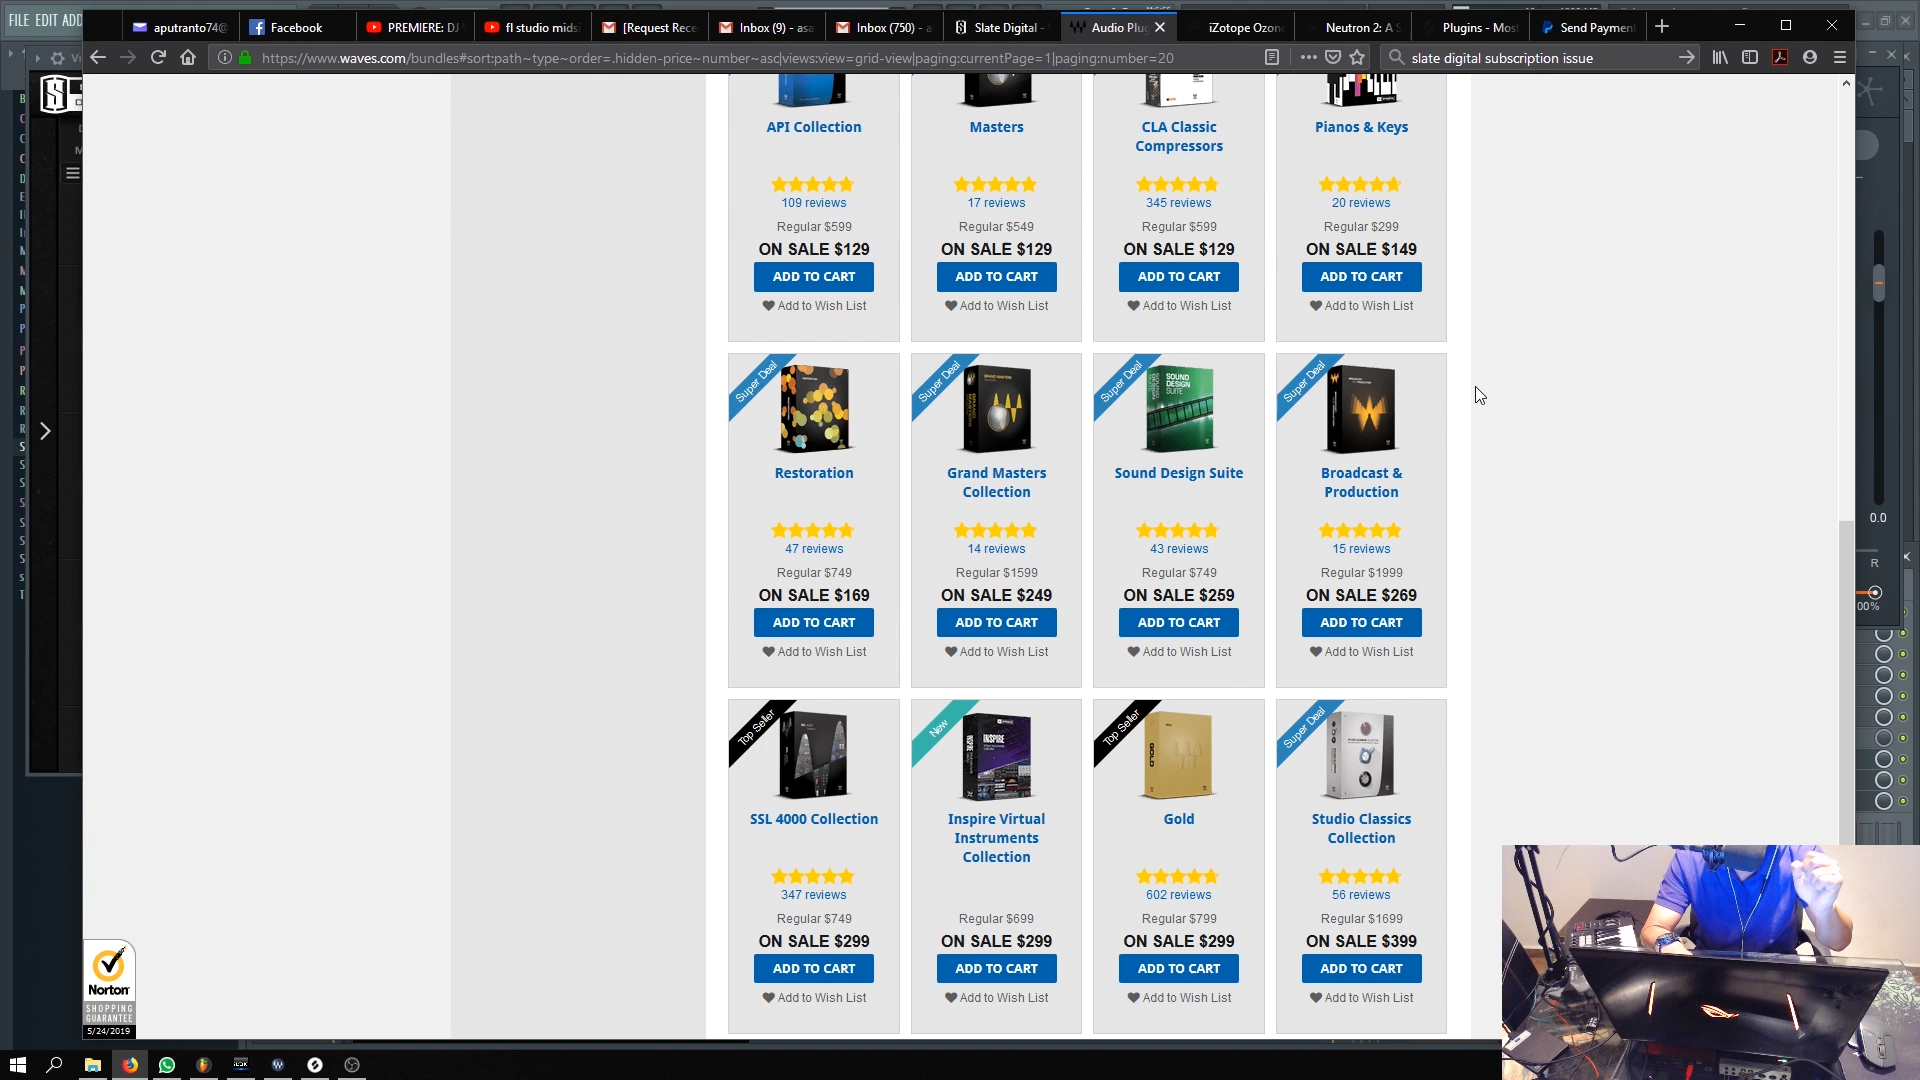 FILE EDIT ADD
aputranto74@
Facebook
PREMIERE: DJ
fl studio mids
[Request Rece
Inbox (9) - asa
Inbox (750) - a
Slate Digital -
Audio Plug
iZotope Ozon
Neutron 2: A S
Plugins - Most
Send Payment
https://www.waves.com/bundles#sort:path~type~order=.hidden-price~number~asc|views:view=grid-view|paging:currentPage=1|paging:number=20
slate digital subscription issue
API Collection
Masters
CLA Classic
Compressors
Pianos & Keys
109 reviews
17 reviews
345 reviews
20 reviews
Regular $599
Regular $549
Regular $599
Regular $299
ON SALE $129
ON SALE $129
ON SALE $129
ON SALE $149
ADD TO CART
ADD TO CART
ADD TO CART
ADD TO CART
Add to Wish List
Add to Wish List
Add to Wish List
Add to Wish List
Super Deal
Super Deal
Super Deal
Super Deal
SOUND
DESIGN
SUITE
Restoration
Grand Masters
Collection
Sound Design Suite
Broadcast &
Production
47 reviews
14 reviews
43 reviews
15 reviews
Regular $749
Regular $1599
Regular $749
Regular $1999
ON SALE $169
ON SALE $249
ON SALE $259
ON SALE $269
ADD TO CART
ADD TO CART
ADD TO CART
ADD TO CART
Add to Wish List
Add to Wish List
Add to Wish List
Add to Wish List
Top Seller
New
Top Seller
Super Deal
INSPIRE
INSPIRE
GOLD
SSL 4000 Collection
Inspire Virtual
Instruments
Collection
Gold
Studio Classics
Collection
347 reviews
602 reviews
56 reviews
Regular $749
Regular $699
Regular $799
Regular $1699
ON SALE $299
ON SALE $299
ON SALE $299
ON SALE $399
ADD TO CART
ADD TO CART
ADD TO CART
ADD TO CART
Add to Wish List
Add to Wish List
Add to Wish List
Add to Wish List
Norton
SHOPPING
GUARANTEE
5/24/2019
0.0
R
00%